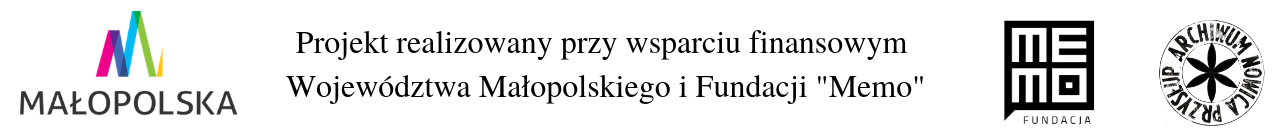 MAŁOPOLSKA
Projekt realizowany przy wsparciu finansowym
Województwa Małopolskiego i Fundacji "Memo"
MEMO
FUNDACJA
ARCHIWUM NOWICA PRZYSŁUP